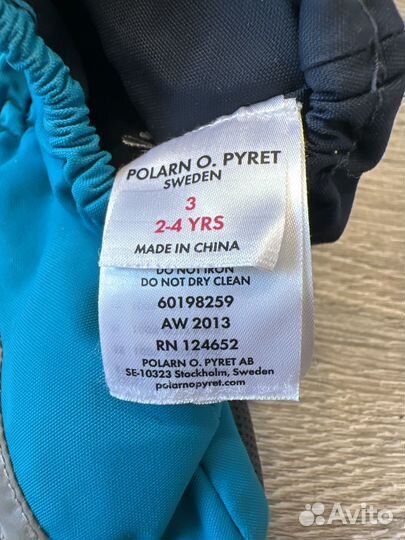 POLARN O. PYRET
SWEDEN
3
2-4 YRS
MADE IN CHINA
DO NOT IRON
DO NOT DRY CLEAN
60198259
AW 2013
RN 124652
POLARN O. PYRET AB
SE-10323 Stockholm, Sweden
polarnopyret.com
Avito